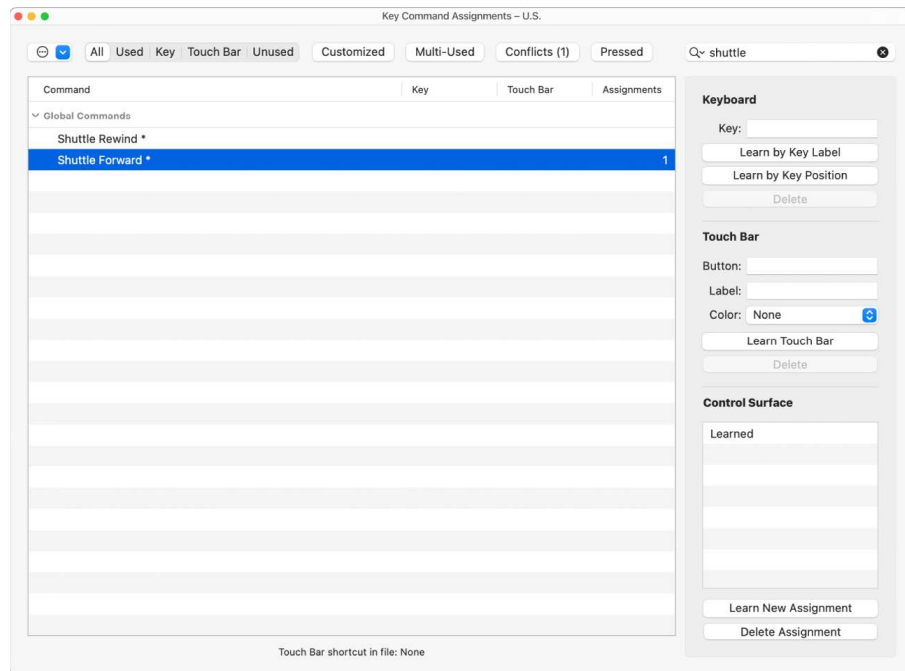 Key Command Assignments – U.S.
All Used Key Touch Bar Unused Customized Multi-Used Conflicts (1) Pressed shuttle
Command Key Touch Bar Assignments
Global Commands
Shuttle Rewind *
Shuttle Forward * 1
Keyboard
Key:
Learn by Key Label
Learn by Key Position
Delete
Touch Bar
Button:
Label:
Color: None
Learn Touch Bar
Delete
Control Surface
Learned
Learn New Assignment
Delete Assignment
Touch Bar shortcut in file: None